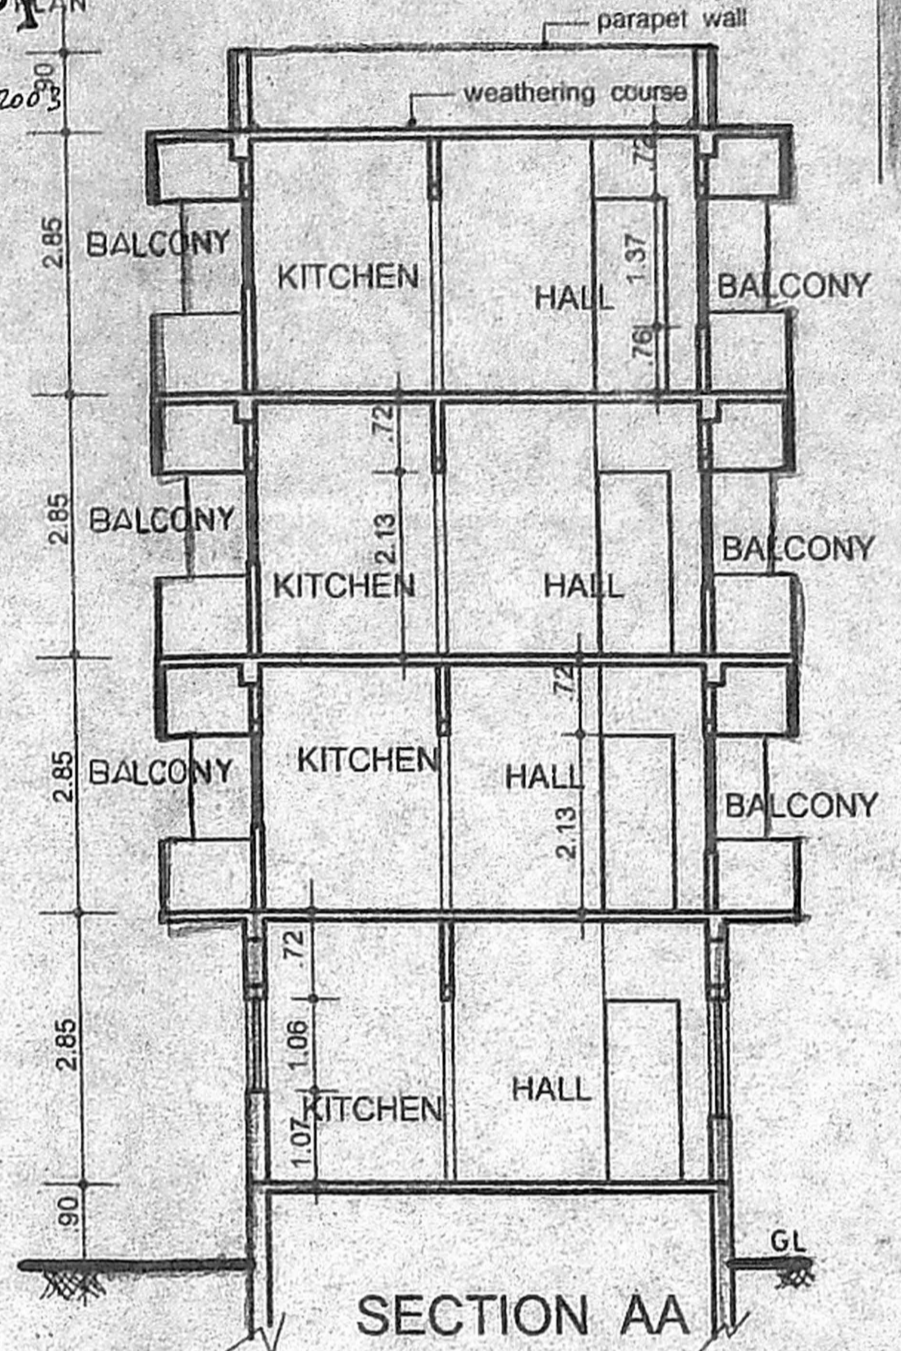 parapet wall
.90
2003
weathering course
.72
2.85
BALCONY
KITCHEN
HALL
1.37
BALCONY
.76
.72
2.85
BALCONY
2.13
BALCONY
KITCHEN
HALL
.72
2.85
BALCONY
KITCHEN
HALL
BALCONY
2.13
.72
2.85
1.06
KITCHEN
HALL
1.07
.90
GL
SECTION AA